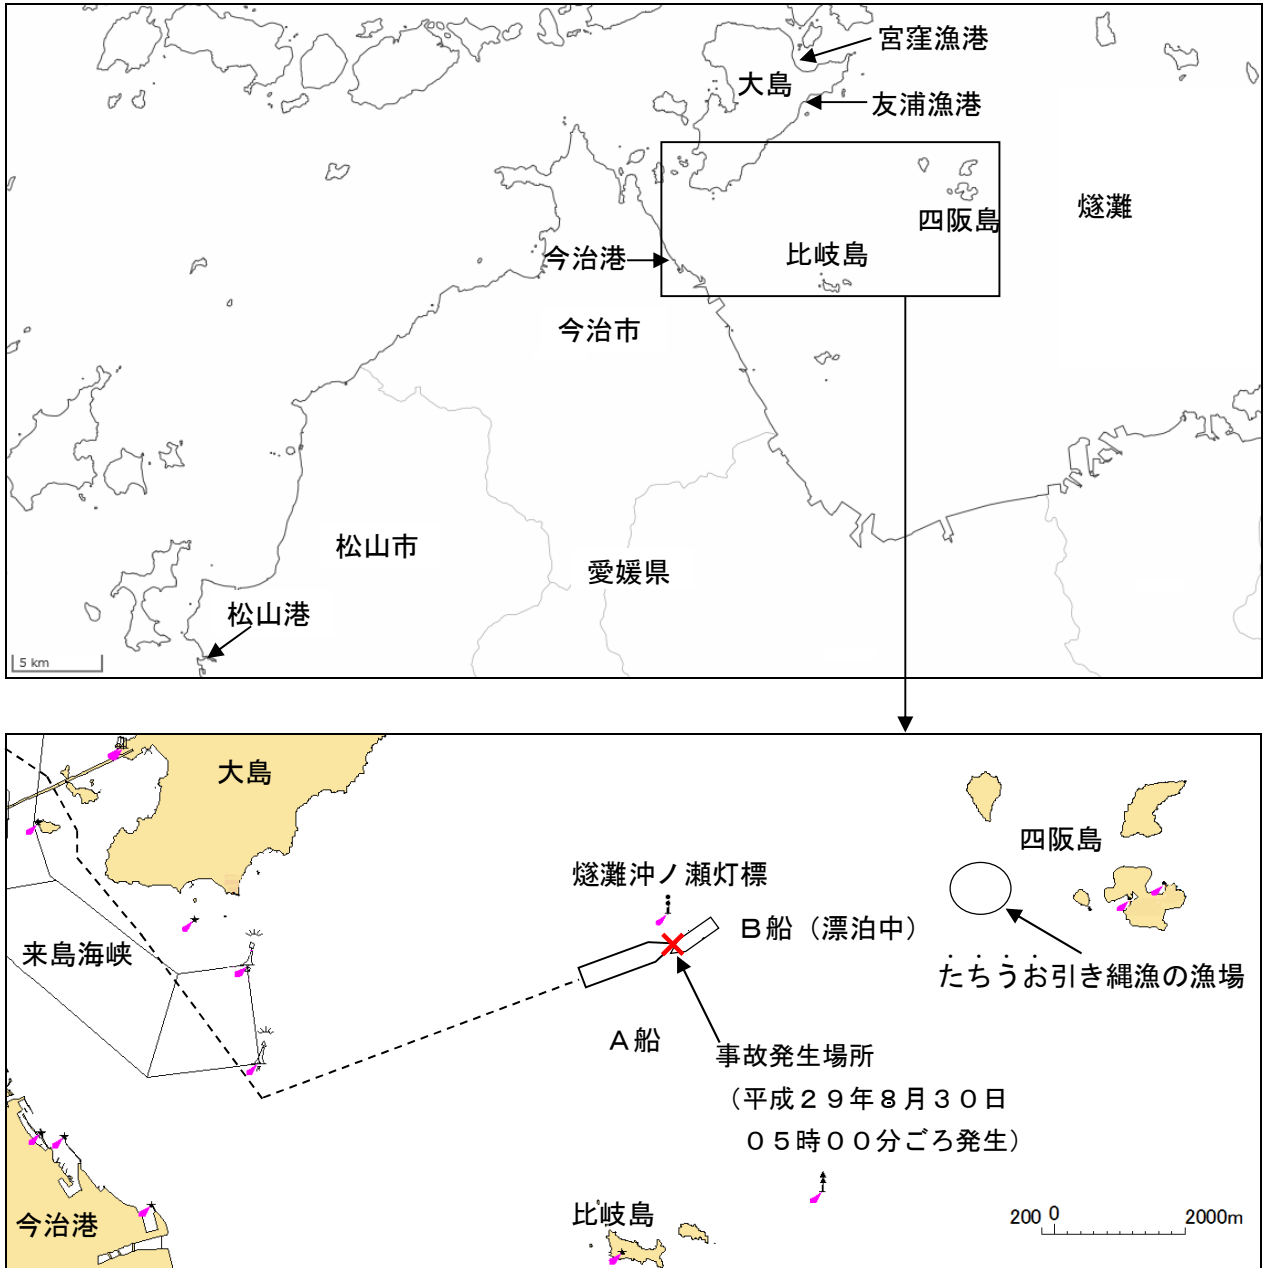 宮窪漁港
大島
友浦漁港
燧灘
四阪島
比岐島
今治港
今治市
松山市
愛媛県
松山港
5 km
大島
四阪島
燧灘沖ノ瀬灯標
Ｂ船（漂泊中）
来島海峡
たちうお引き縄漁の漁場
Ａ船
事故発生場所
（平成２９年８月３０日
０５時００分ごろ発生）
比岐島
今治港
200 0 2000m